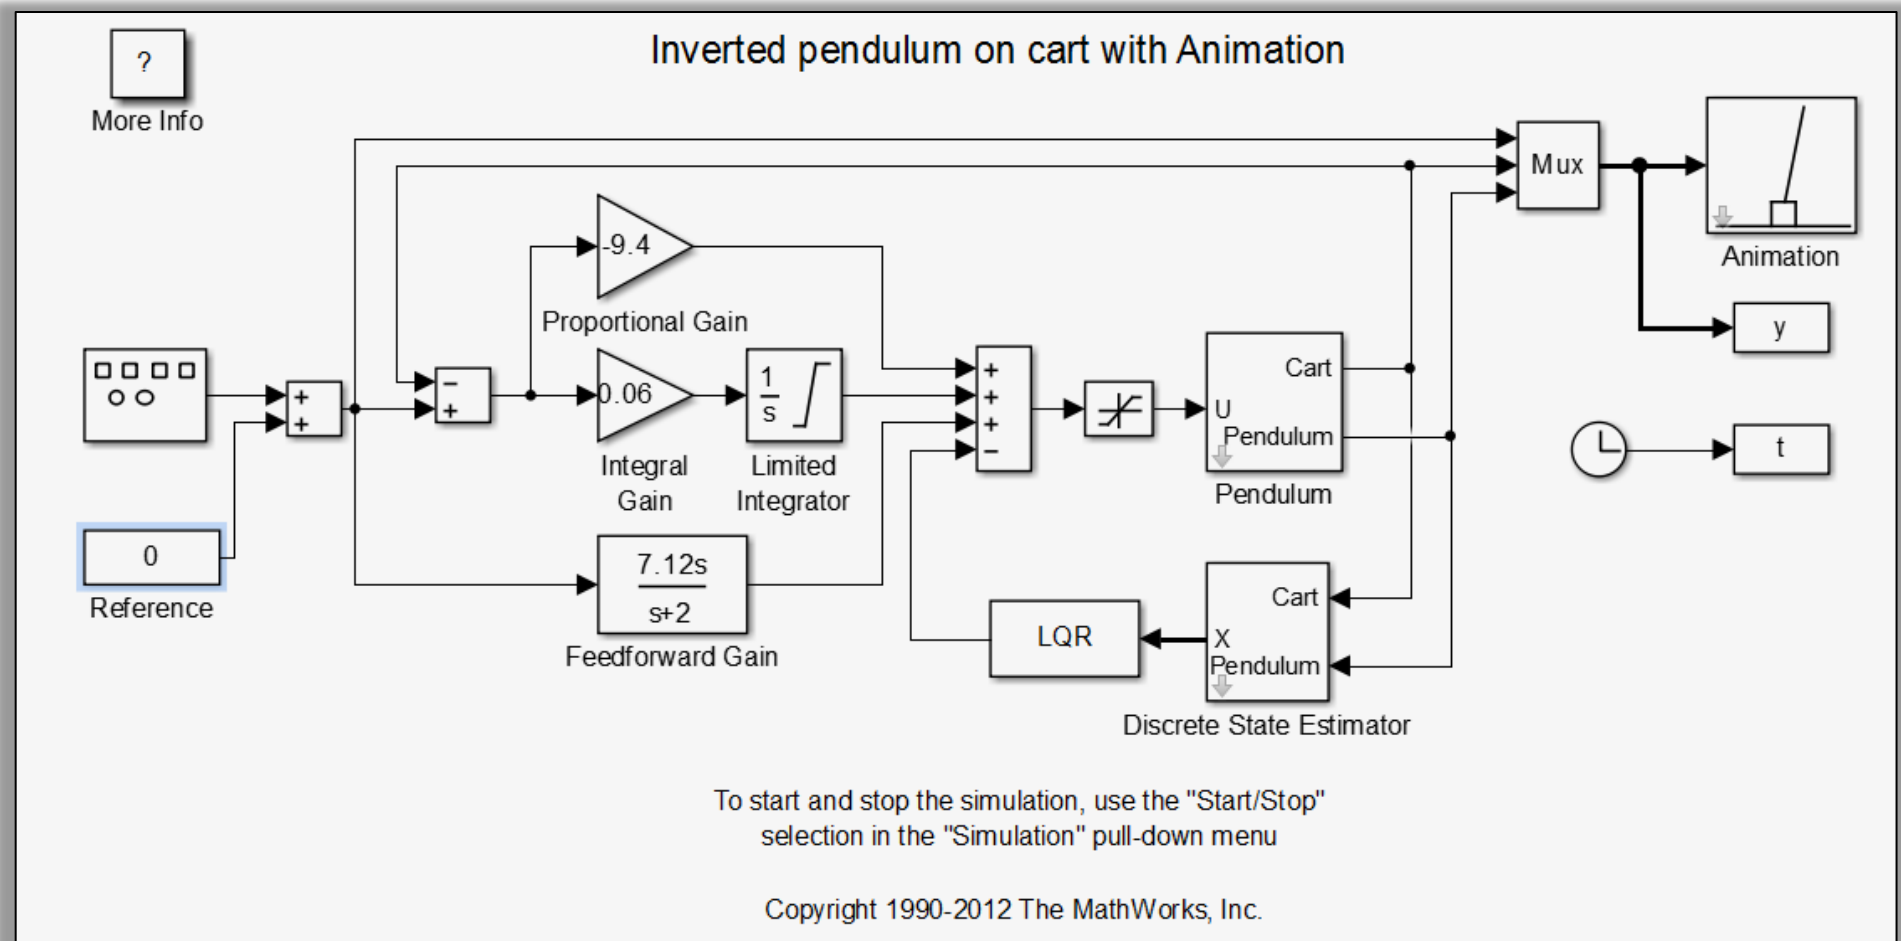 Inverted pendulum on cart with Animation
?
More Info
Mux
Animation
-9.4
Proportional Gain
y
+
+
−
+
0.06
1
s
Integral
Gain
Limited
Integrator
+
+
+
−
Cart
U
Pendulum
Pendulum
t
0
Reference
7.12s
s+2
Feedforward Gain
LQR
Cart
X
Pendulum
Discrete State Estimator
To start and stop the simulation, use the "Start/Stop"
selection in the "Simulation" pull-down menu
Copyright 1990-2012 The MathWorks, Inc.